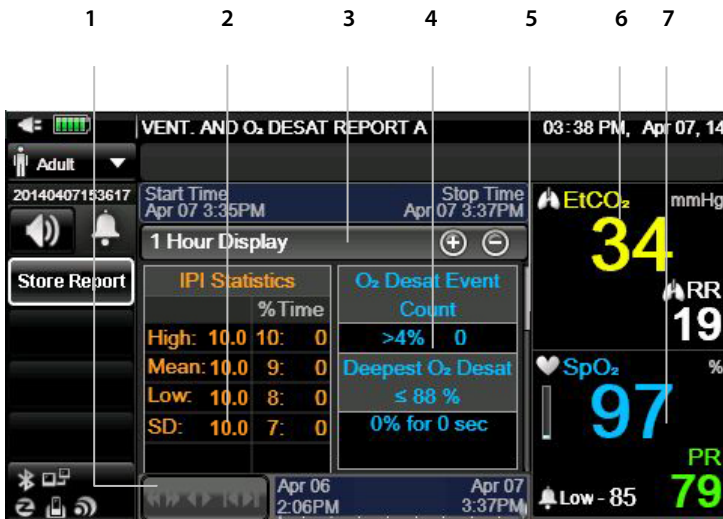 1 2 3 4 5 6 7
VENT. AND O₂ DESAT REPORT A 03:38 PM, Apr 07, 14
Adult
20140407153617
Start Time Stop Time
Apr 07 3:35PM Apr 07 3:37PM
1 Hour Display
Store Report
IPI Statistics
%Time
High: 10.0 10: 0
Mean: 10.0 9: 0
Low: 10.0 8: 0
SD: 10.0 7: 0
O₂ Desat Event
Count
>4% 0
Deepest O₂ Desat
≤ 88 %
0% for 0 sec
Apr 06 Apr 07
2:06PM 3:37PM
EtCO₂ mmHg
34
RR
19
SpO₂ %
97
PR
Low - 85 79